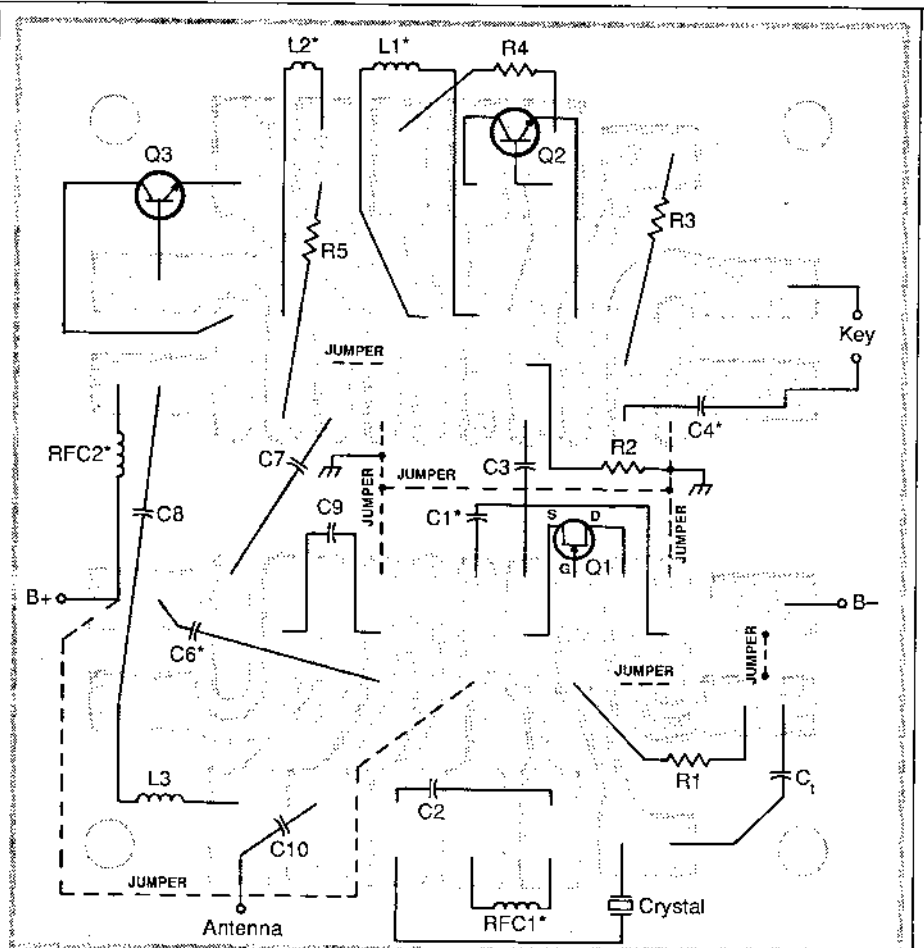 L2* L1* R4
Q3 Q2
R5 R3
Key
JUMPER
C4*
RFC2* C7 R2
JUMPER C3
C8 C9 JUMPER C1* S D JUMPER
G Q1
B+ B–
C6* JUMPER JUMPER
L3 R1 Ct
C2
C10
JUMPER
Antenna RFC1* Crystal